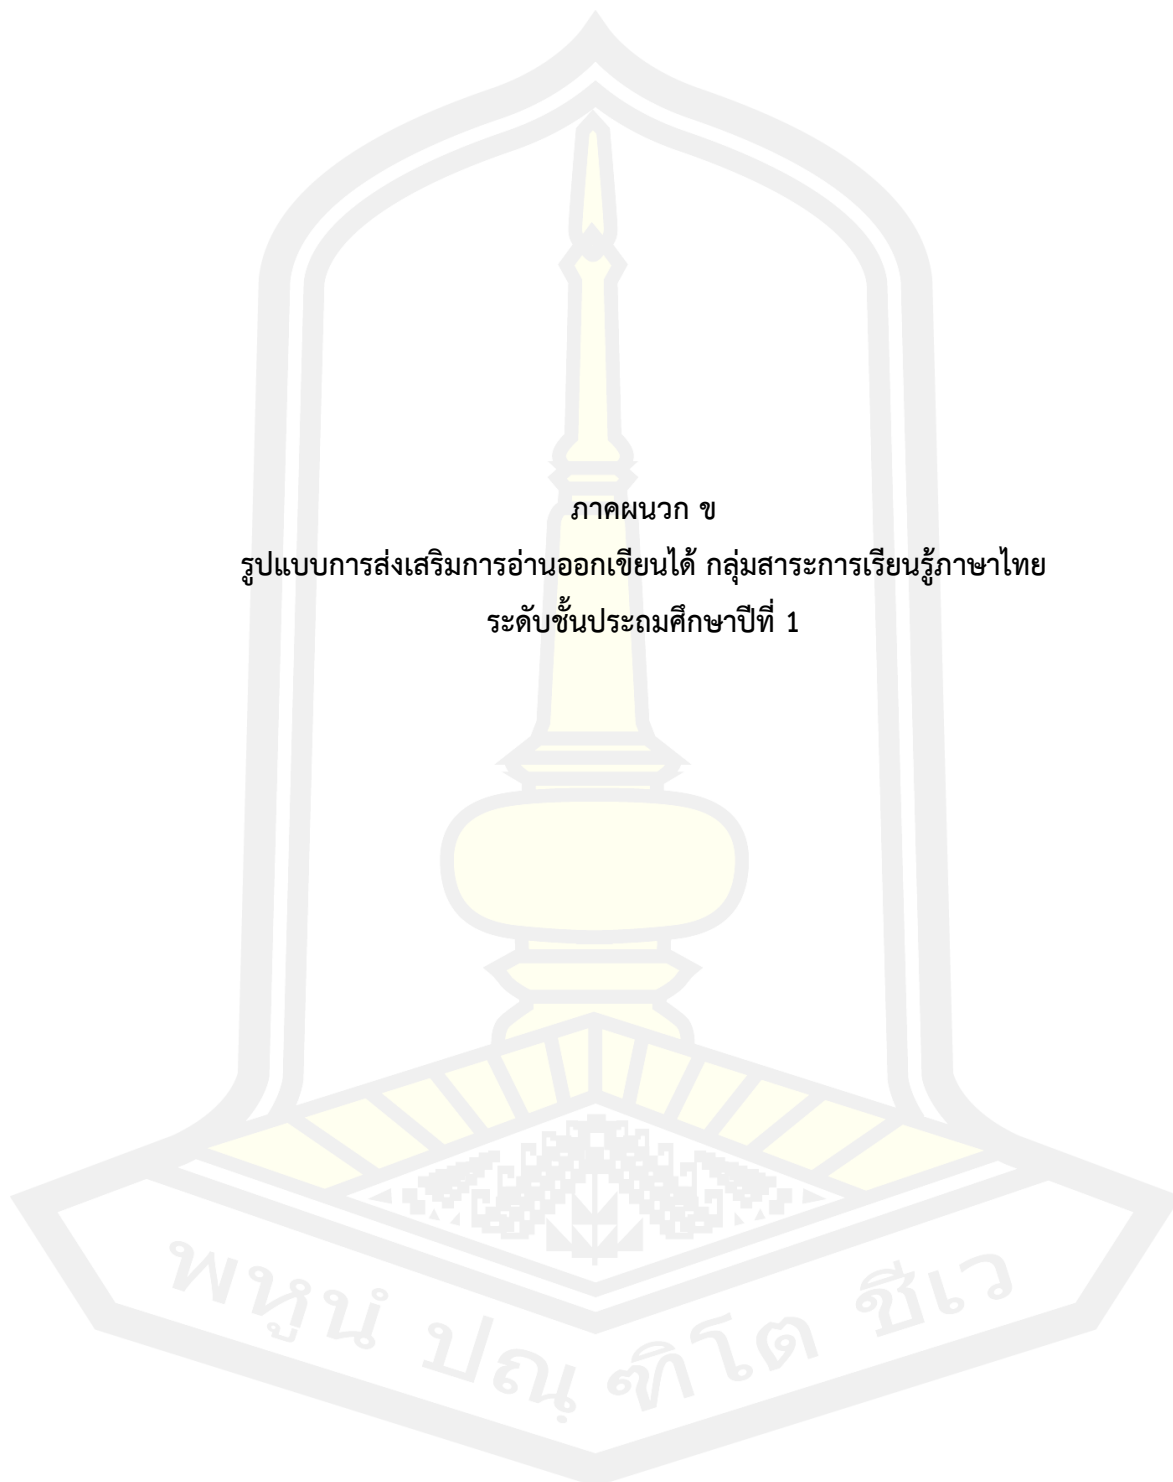 ภาคผนวก ข
รูปแบบการส่งเสริมการอ่านออกเขียนได้ กลุ่มสาระการเรียนรู้ภาษาไทย
ระดับชั้นประถมศึกษาปีที่ 1
พหูนํ ปณฺฑิโต ชีเว